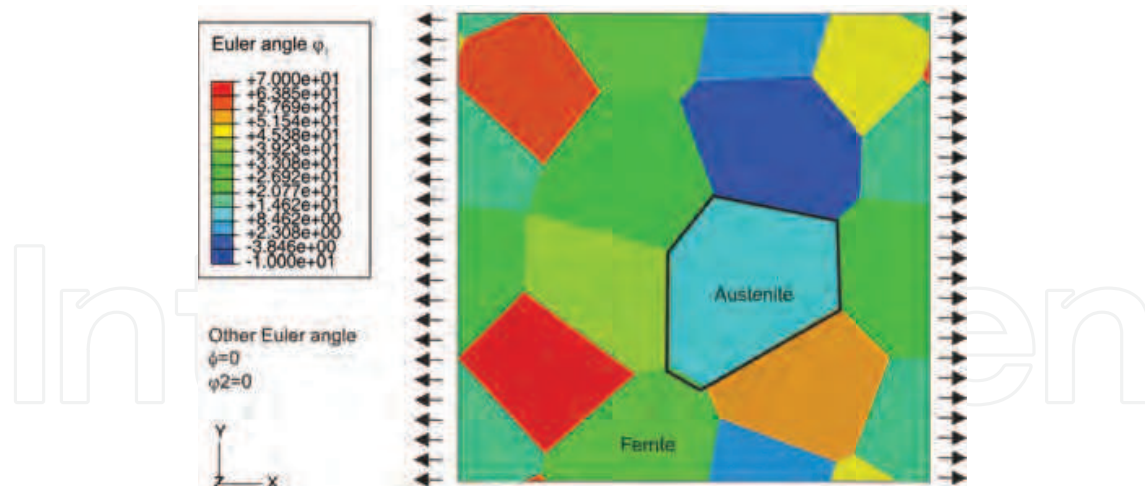 Euler angle φ₁
+7.000e+01
+6.385e+01
+5.769e+01
+5.154e+01
+4.538e+01
+3.923e+01
+3.308e+01
+2.692e+01
+2.077e+01
+1.462e+01
+8.462e+00
+2.308e+00
-3.846e+00
-1.000e+01
Austenite
Other Euler angle
ϕ=0
φ2=0
Ferrite
Y
Z X